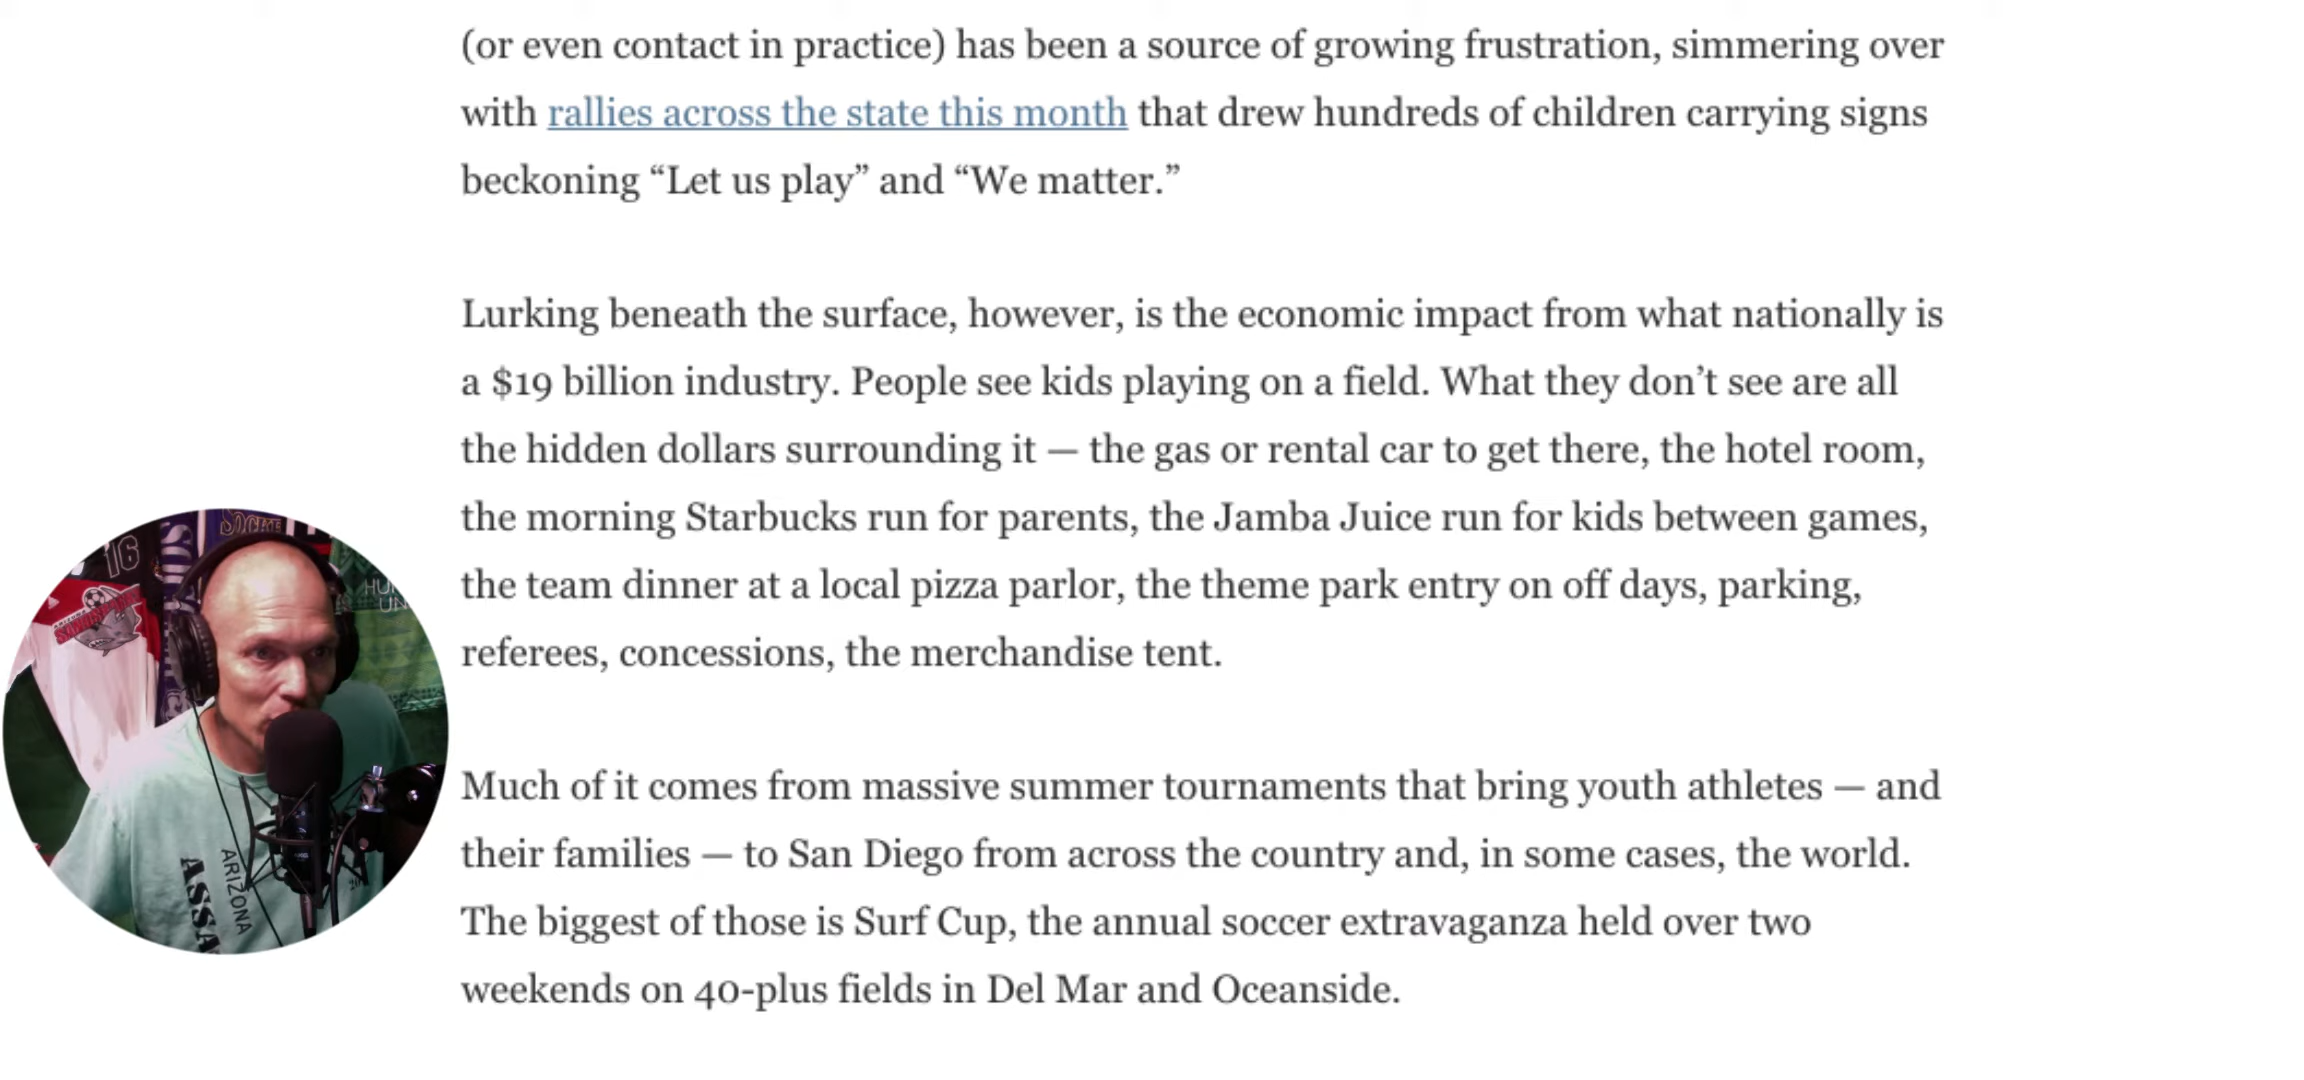 (or even contact in practice) has been a source of growing frustration, simmering over
with rallies across the state this month that drew hundreds of children carrying signs
beckoning “Let us play” and “We matter.”
Lurking beneath the surface, however, is the economic impact from what nationally is
a $19 billion industry. People see kids playing on a field. What they don’t see are all
the hidden dollars surrounding it — the gas or rental car to get there, the hotel room,
the morning Starbucks run for parents, the Jamba Juice run for kids between games,
the team dinner at a local pizza parlor, the theme park entry on off days, parking,
referees, concessions, the merchandise tent.
Much of it comes from massive summer tournaments that bring youth athletes — and
their families — to San Diego from across the country and, in some cases, the world.
The biggest of those is Surf Cup, the annual soccer extravaganza held over two
weekends on 40-plus fields in Del Mar and Oceanside.
16
ARIZONA